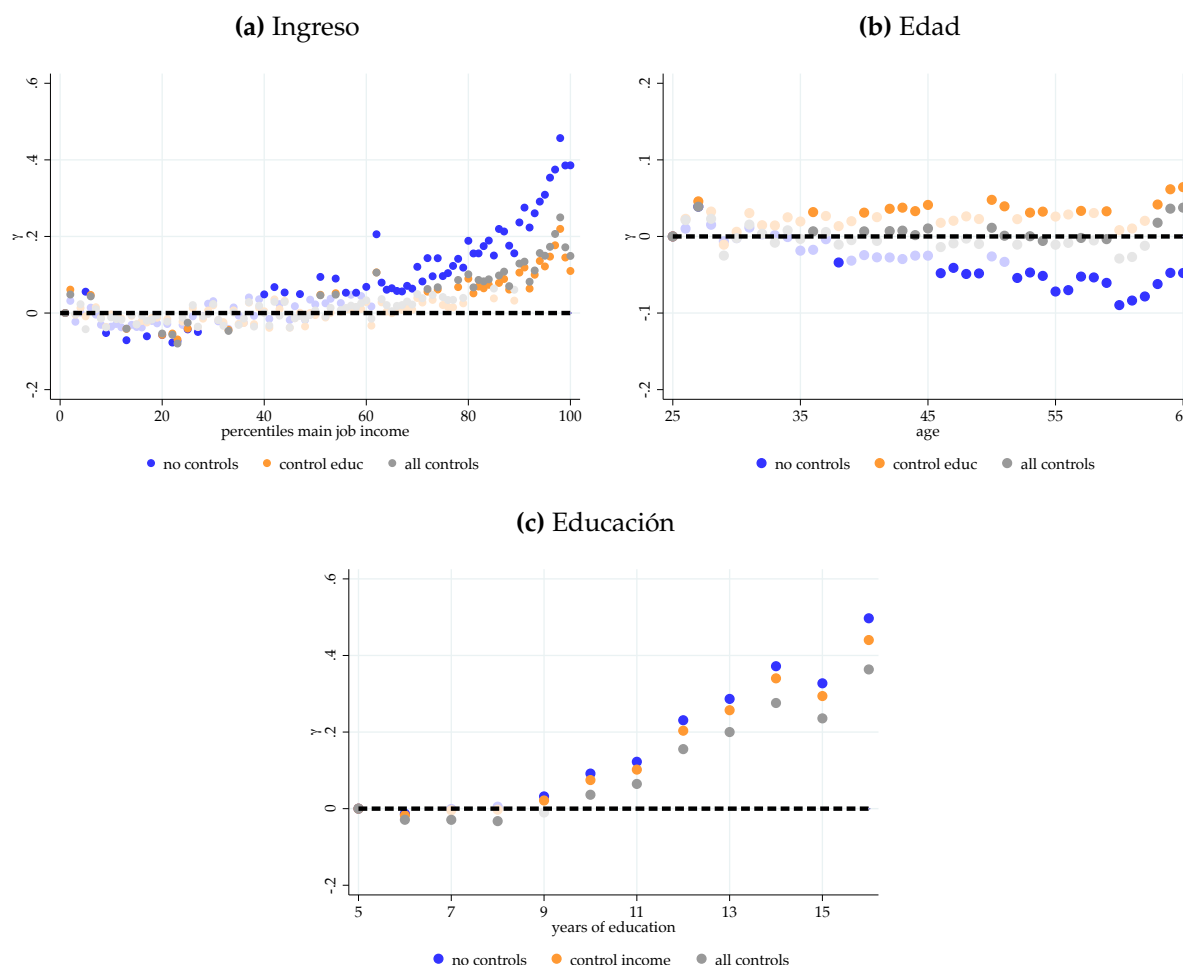 (a) Ingreso
(b) Edad
.6
.4
.2
0
-.2
γ
0 20 40 60 80 100
percentiles main job income
no controls control educ all controls
.2
.1
0
-.1
-.2
γ
25 35 45 55
age
no controls control educ all controls
(c) Educación
.6
.4
.2
0
-.2
γ
5 7 9 11 13 15
years of education
no controls control income all controls